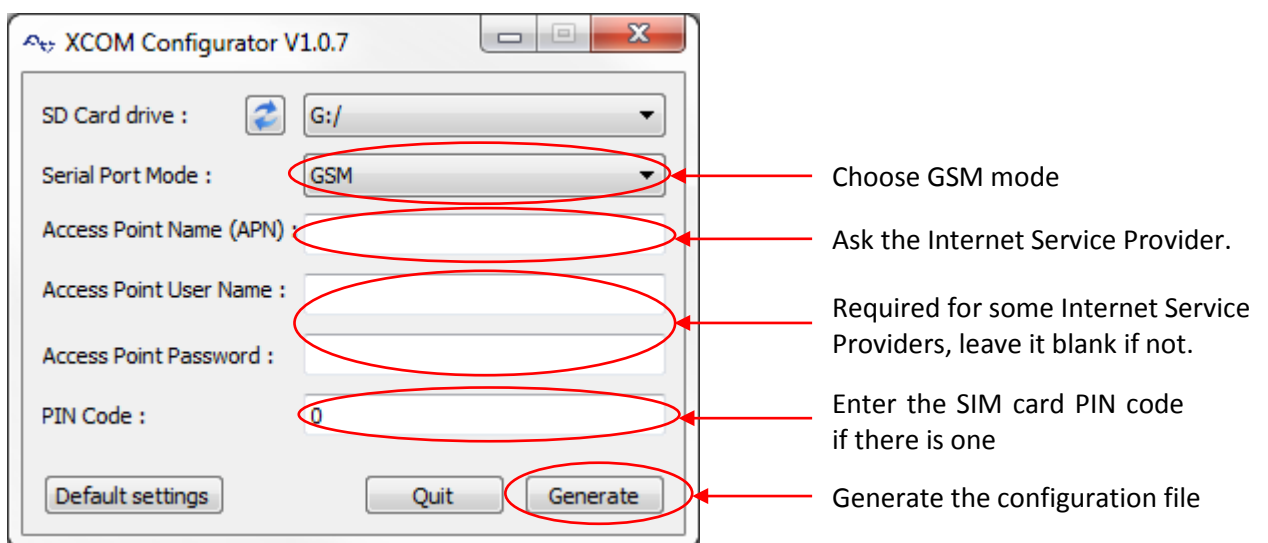 XCOM Configurator V1.0.7
SD Card drive :
G:/
Serial Port Mode :
GSM
Choose GSM mode
Access Point Name (APN) :
Ask the Internet Service Provider.
Access Point User Name :
Required for some Internet Service
Providers, leave it blank if not.
Access Point Password :
PIN Code :
0
Enter the SIM card PIN code
if there is one
Default settings
Quit
Generate
Generate the configuration file